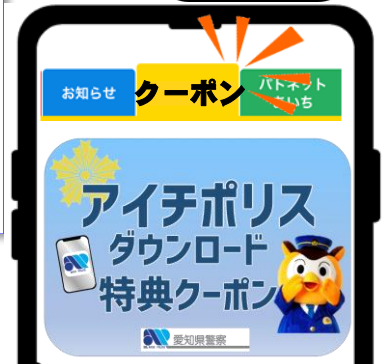 お知らせ
クーポン
パトネット
あいち
アイチポリス
ダウンロード
特典クーポン
愛知県警察